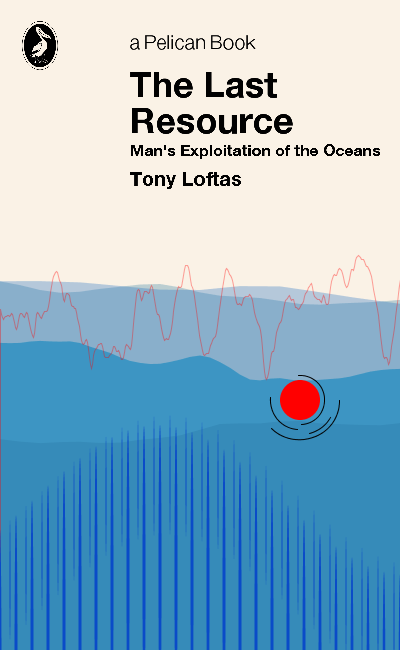 a Pelican Book
The Last
Resource
Man's Exploitation of the Oceans
Tony Loftas